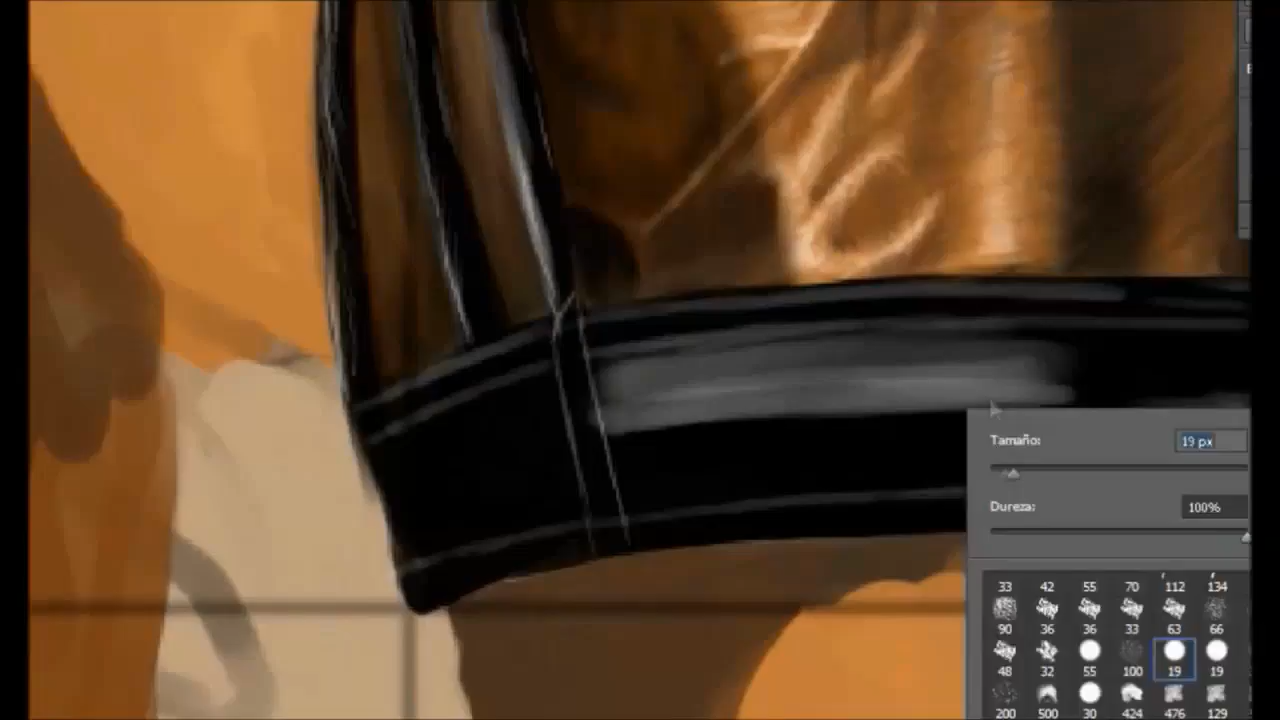 Tamaño: 19 px
Dureza: 100%
33 42 55 70 112 134
90 36 36 33 63 66
48 32 55 100 19 19
200 500 30 424 476 129